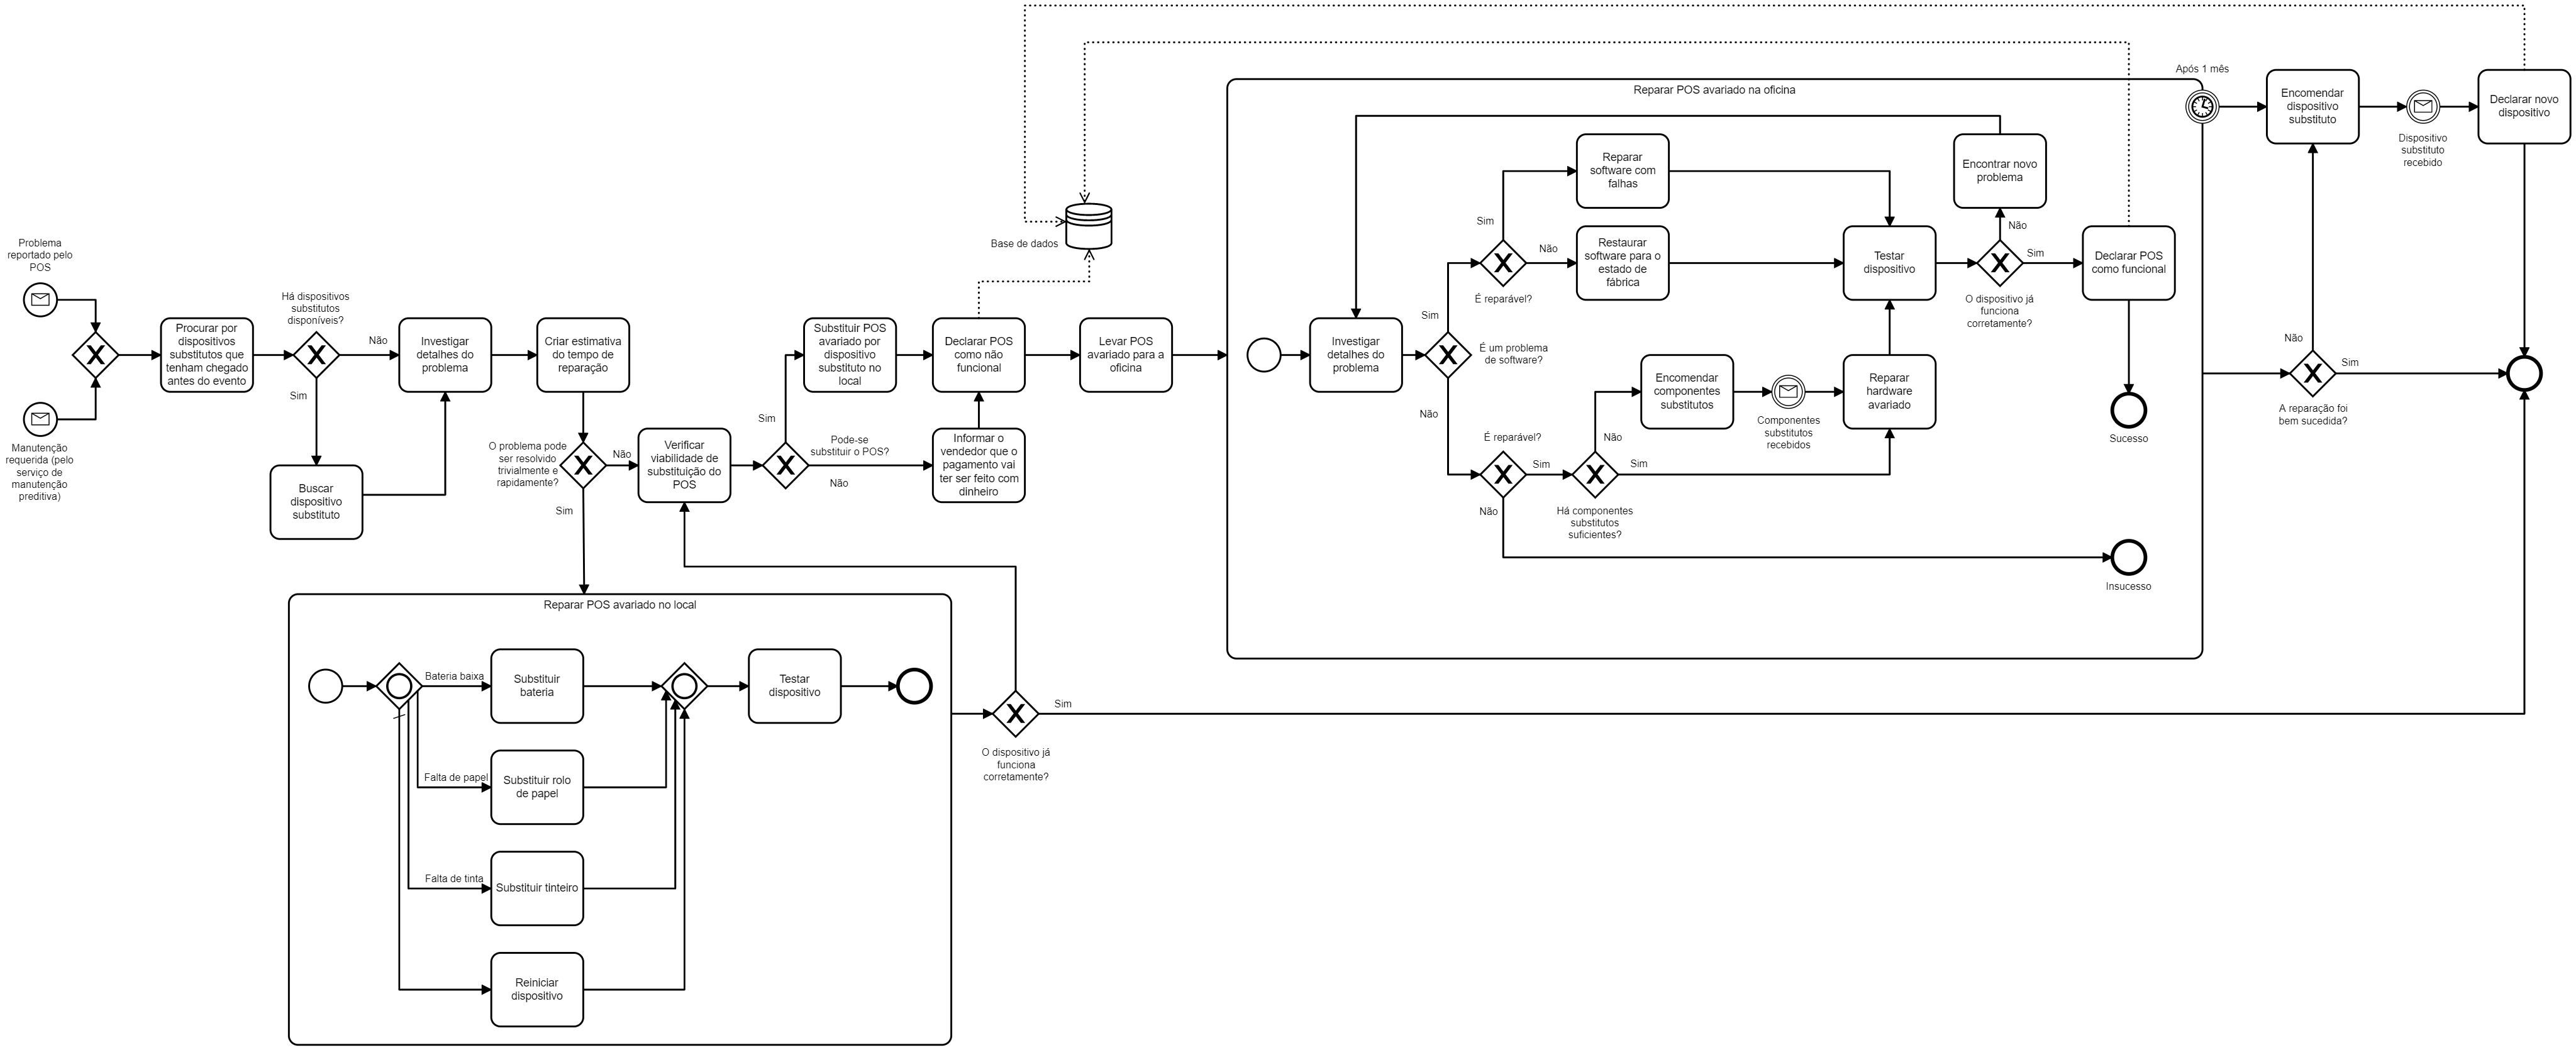 Problema
reportado pelo
POS
Manutenção
requerida (pelo
serviço de
manutenção
preditiva)
Procurar por
dispositivos
substitutos que
tenham chegado
antes do evento
Há dispositivos
substitutos
disponíveis?
Não
Sim
Buscar
dispositivo
substituto
Investigar
detalhes do
problema
Criar estimativa
do tempo de
reparação
O problema pode
ser resolvido
trivialmente e
rapidamente?
Não
Sim
Verificar
viabilidade de
substituição do
POS
Sim
Pode-se
substituir o POS?
Não
Substituir POS
avariado por
dispositivo
substituto no
local
Informar o
vendedor que o
pagamento vai
ter ser feito com
dinheiro
Declarar POS
como não
funcional
Base de dados
Levar POS
avariado para a
oficina
Reparar POS avariado na oficina
Investigar
detalhes do
problema
Sim
É um problema
de software?
Não
Sim
Não
É reparável?
Reparar
software com
falhas
Restaurar
software para o
estado de
fábrica
É reparável?
Sim
Não
Não
Sim
Há componentes
substitutos
suficientes?
Encomendar
componentes
substitutos
Componentes
substitutos
recebidos
Reparar
hardware
avariado
Testar
dispositivo
Encontrar novo
problema
Não
Sim
O dispositivo já
funciona
corretamente?
Declarar POS
como funcional
Sucesso
Insucesso
Após 1 mês
Encomendar
dispositivo
substituto
Dispositivo
substituto
recebido
Declarar novo
dispositivo
Não
Sim
A reparação foi
bem sucedida?
Reparar POS avariado no local
Bateria baixa
Substituir
bateria
Falta de papel
Substituir rolo
de papel
Falta de tinta
Substituir tinteiro
Reiniciar
dispositivo
Testar
dispositivo
Sim
O dispositivo já
funciona
corretamente?